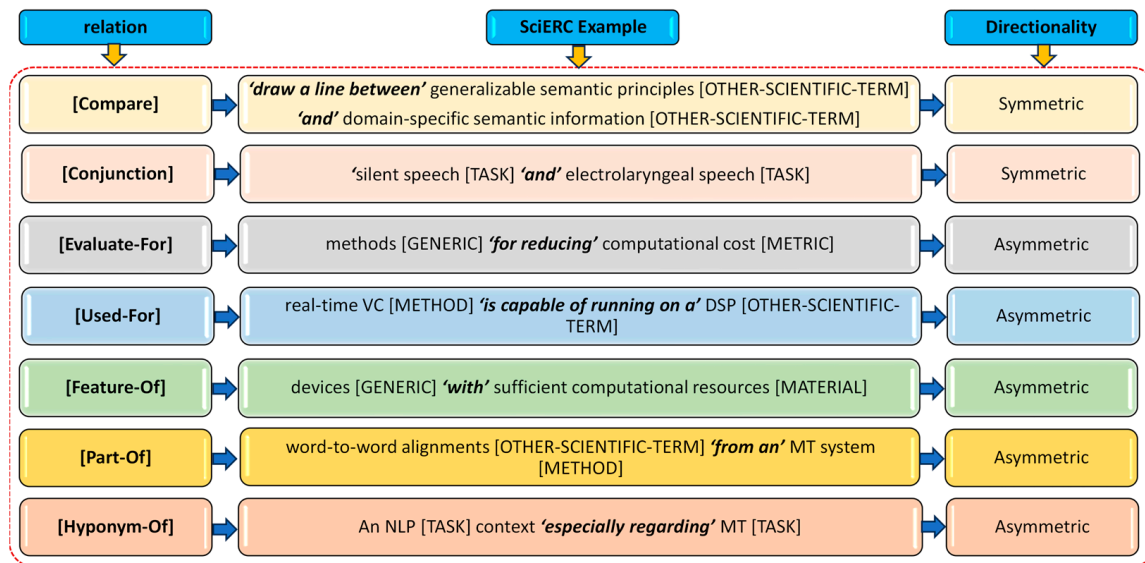 relation
SciERC Example
Directionality
[Compare]
‘draw a line between’ generalizable semantic principles [OTHER-SCIENTIFIC-TERM]
‘and’ domain-specific semantic information [OTHER-SCIENTIFIC-TERM]
Symmetric
[Conjunction]
‘silent speech [TASK] ‘and’ electrolaryngeal speech [TASK]
Symmetric
[Evaluate-For]
methods [GENERIC] ‘for reducing’ computational cost [METRIC]
Asymmetric
[Used-For]
real-time VC [METHOD] ‘is capable of running on a’ DSP [OTHER-SCIENTIFIC-
TERM]
Asymmetric
[Feature-Of]
devices [GENERIC] ‘with’ sufficient computational resources [MATERIAL]
Asymmetric
[Part-Of]
word-to-word alignments [OTHER-SCIENTIFIC-TERM] ‘from an’ MT system
[METHOD]
Asymmetric
[Hyponym-Of]
An NLP [TASK] context ‘especially regarding’ MT [TASK]
Asymmetric